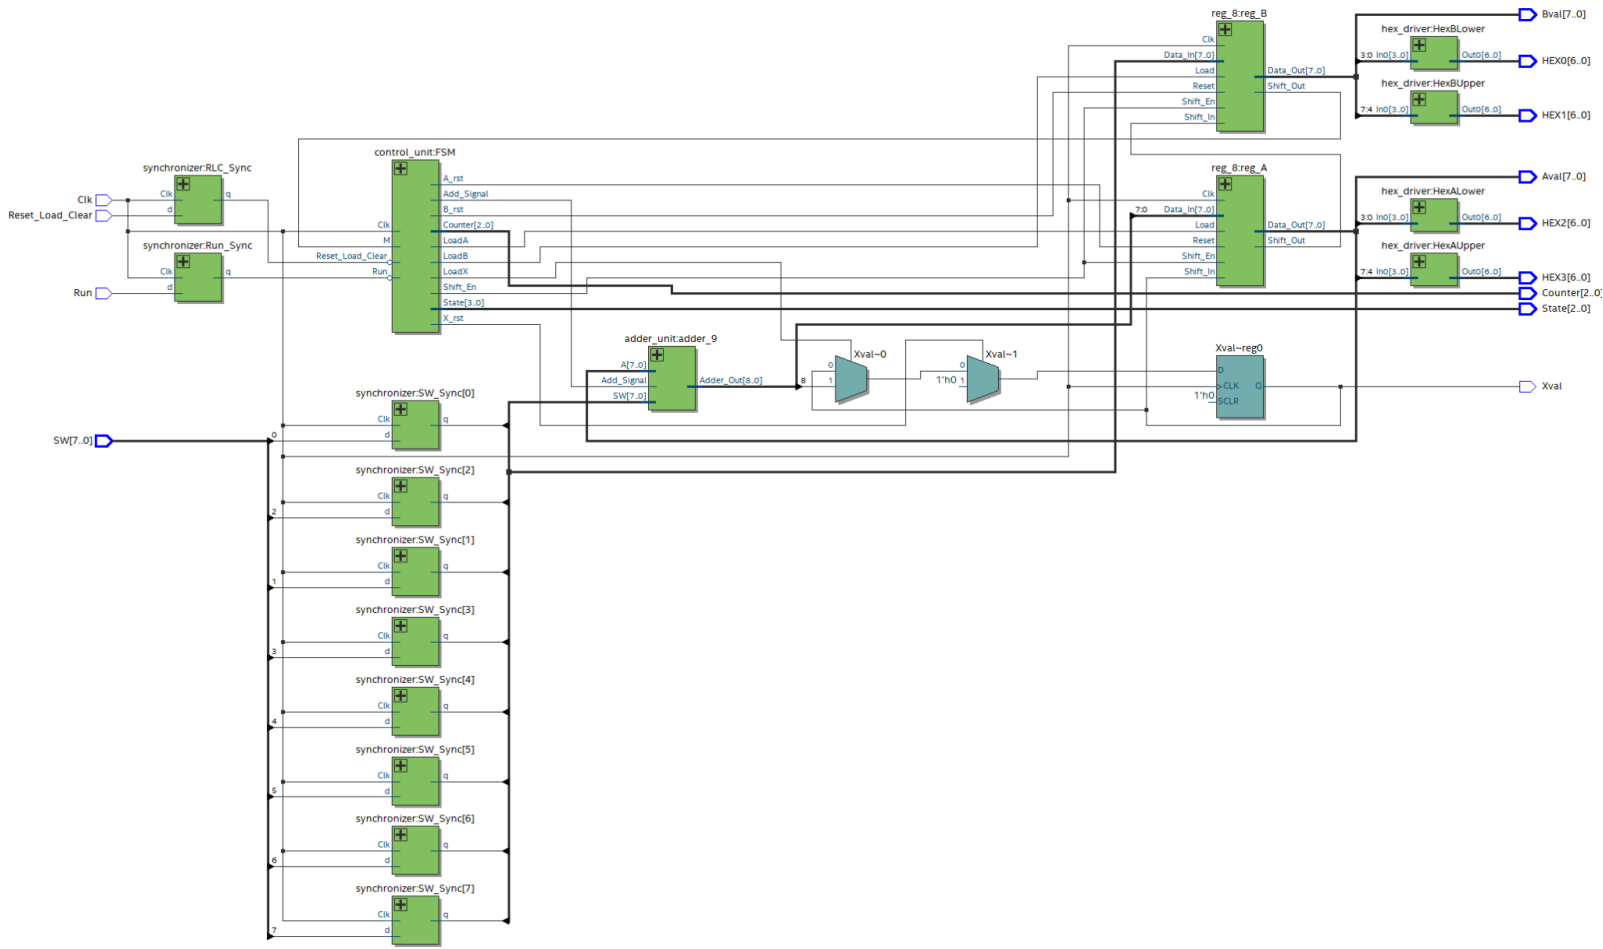 reg_8:reg_B
Clk
Data_In[7..0]
Load
Reset
Shift_En
Shift_In
Data_Out[7..0]
Shift_Out
Bval[7..0]
hex_driver:HexBLower
3:0 In0[3..0] Out0[6..0]
HEX0[6..0]
hex_driver:HexBUpper
7:4 In0[3..0] Out0[6..0]
HEX1[6..0]
control_unit:FSM
A_rst
Add_Signal
B_rst
Clk Counter[2..0]
M LoadA
Reset_Load_Clear LoadB
Run LoadX
Shift_En
State[3..0]
X_rst
synchronizer:RLC_Sync
Clk
Clk q
Reset_Load_Clear
d
synchronizer:Run_Sync
Clk q
Run
d
reg_8:reg_A
Clk
7:0 Data_In[7..0]
Load
Reset
Shift_En
Shift_In
Data_Out[7..0]
Shift_Out
Aval[7..0]
hex_driver:HexALower
3:0 In0[3..0] Out0[6..0]
HEX2[6..0]
hex_driver:HexAUpper
7:4 In0[3..0] Out0[6..0]
HEX3[6..0]
Counter[2..0]
State[2..0]
adder_unit:adder_9
A[7..0]
Add_Signal Adder_Out[8..0]
SW[7..0]
8
Xval~0
0
1
Xval~1
0
1'h0 1
Xval~reg0
D
CLK Q
1'h0 SCLR
Xval
SW[7..0]
synchronizer:SW_Sync[0]
Clk q
0 d
synchronizer:SW_Sync[2]
Clk q
2 d
synchronizer:SW_Sync[1]
Clk q
1 d
synchronizer:SW_Sync[3]
Clk q
3 d
synchronizer:SW_Sync[4]
Clk q
4 d
synchronizer:SW_Sync[5]
Clk q
5 d
synchronizer:SW_Sync[6]
Clk q
6 d
synchronizer:SW_Sync[7]
Clk q
7 d